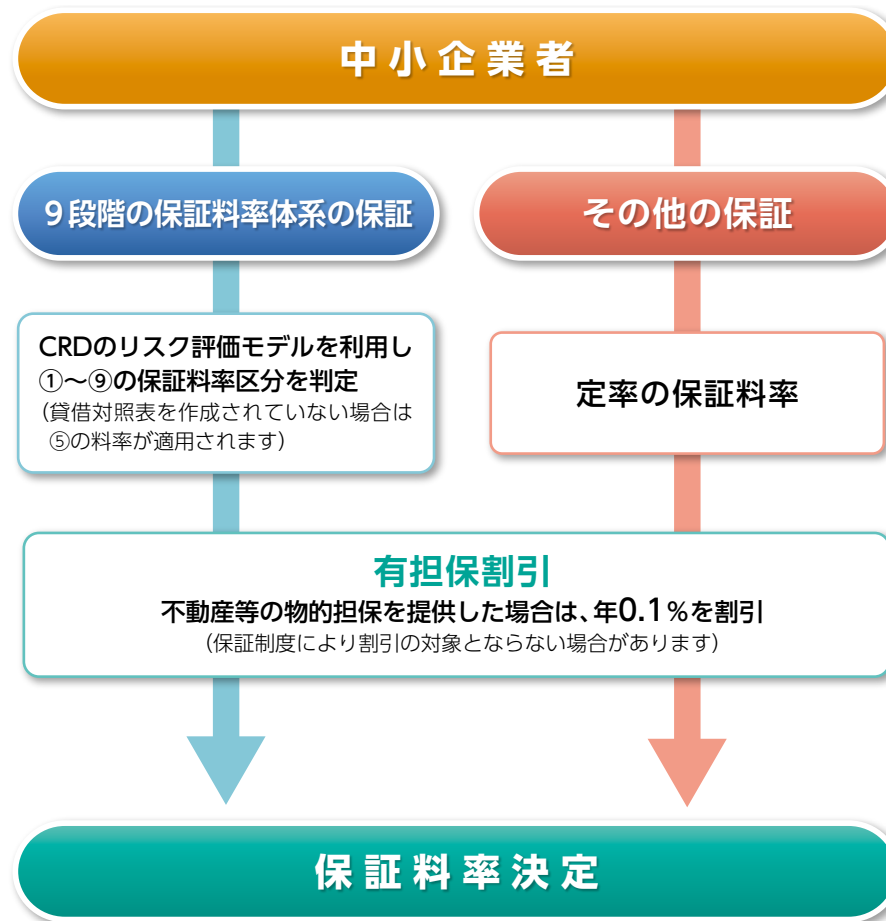 中小企業者
9段階の保証料率体系の保証
その他の保証
CRDのリスク評価モデルを利用し
①～⑨の保証料率区分を判定
（貸借対照表を作成されていない場合は
⑤の料率が適用されます）
定率の保証料率
有担保割引
不動産等の物的担保を提供した場合は、年0.1％を割引
（保証制度により割引の対象とならない場合があります）
保証料率決定